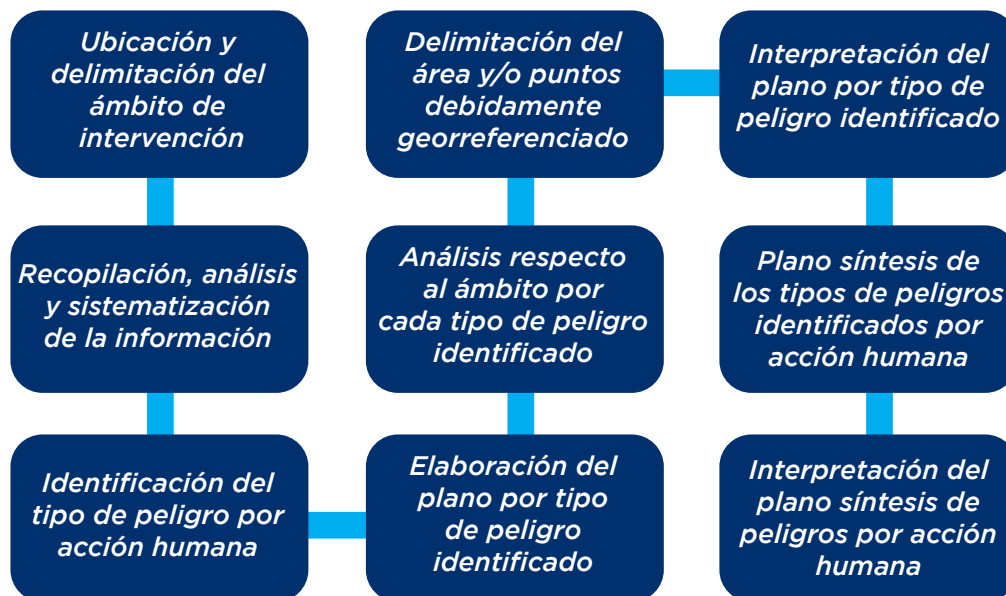 Ubicación y
delimitación del
ámbito de
intervención
Recopilación, análisis
y sistematización
de la información
Identificación del
tipo de peligro por
acción humana
Elaboración del
plano por tipo
de peligro
identificado
Análisis respecto
al ámbito por
cada tipo de peligro
identificado
Delimitación del
área y/o puntos
debidamente
georreferenciado
Interpretación del
plano por tipo de
peligro identificado
Plano síntesis de
los tipos de peligros
identificados por
acción humana
Interpretación del
plano síntesis de
peligros por acción
humana